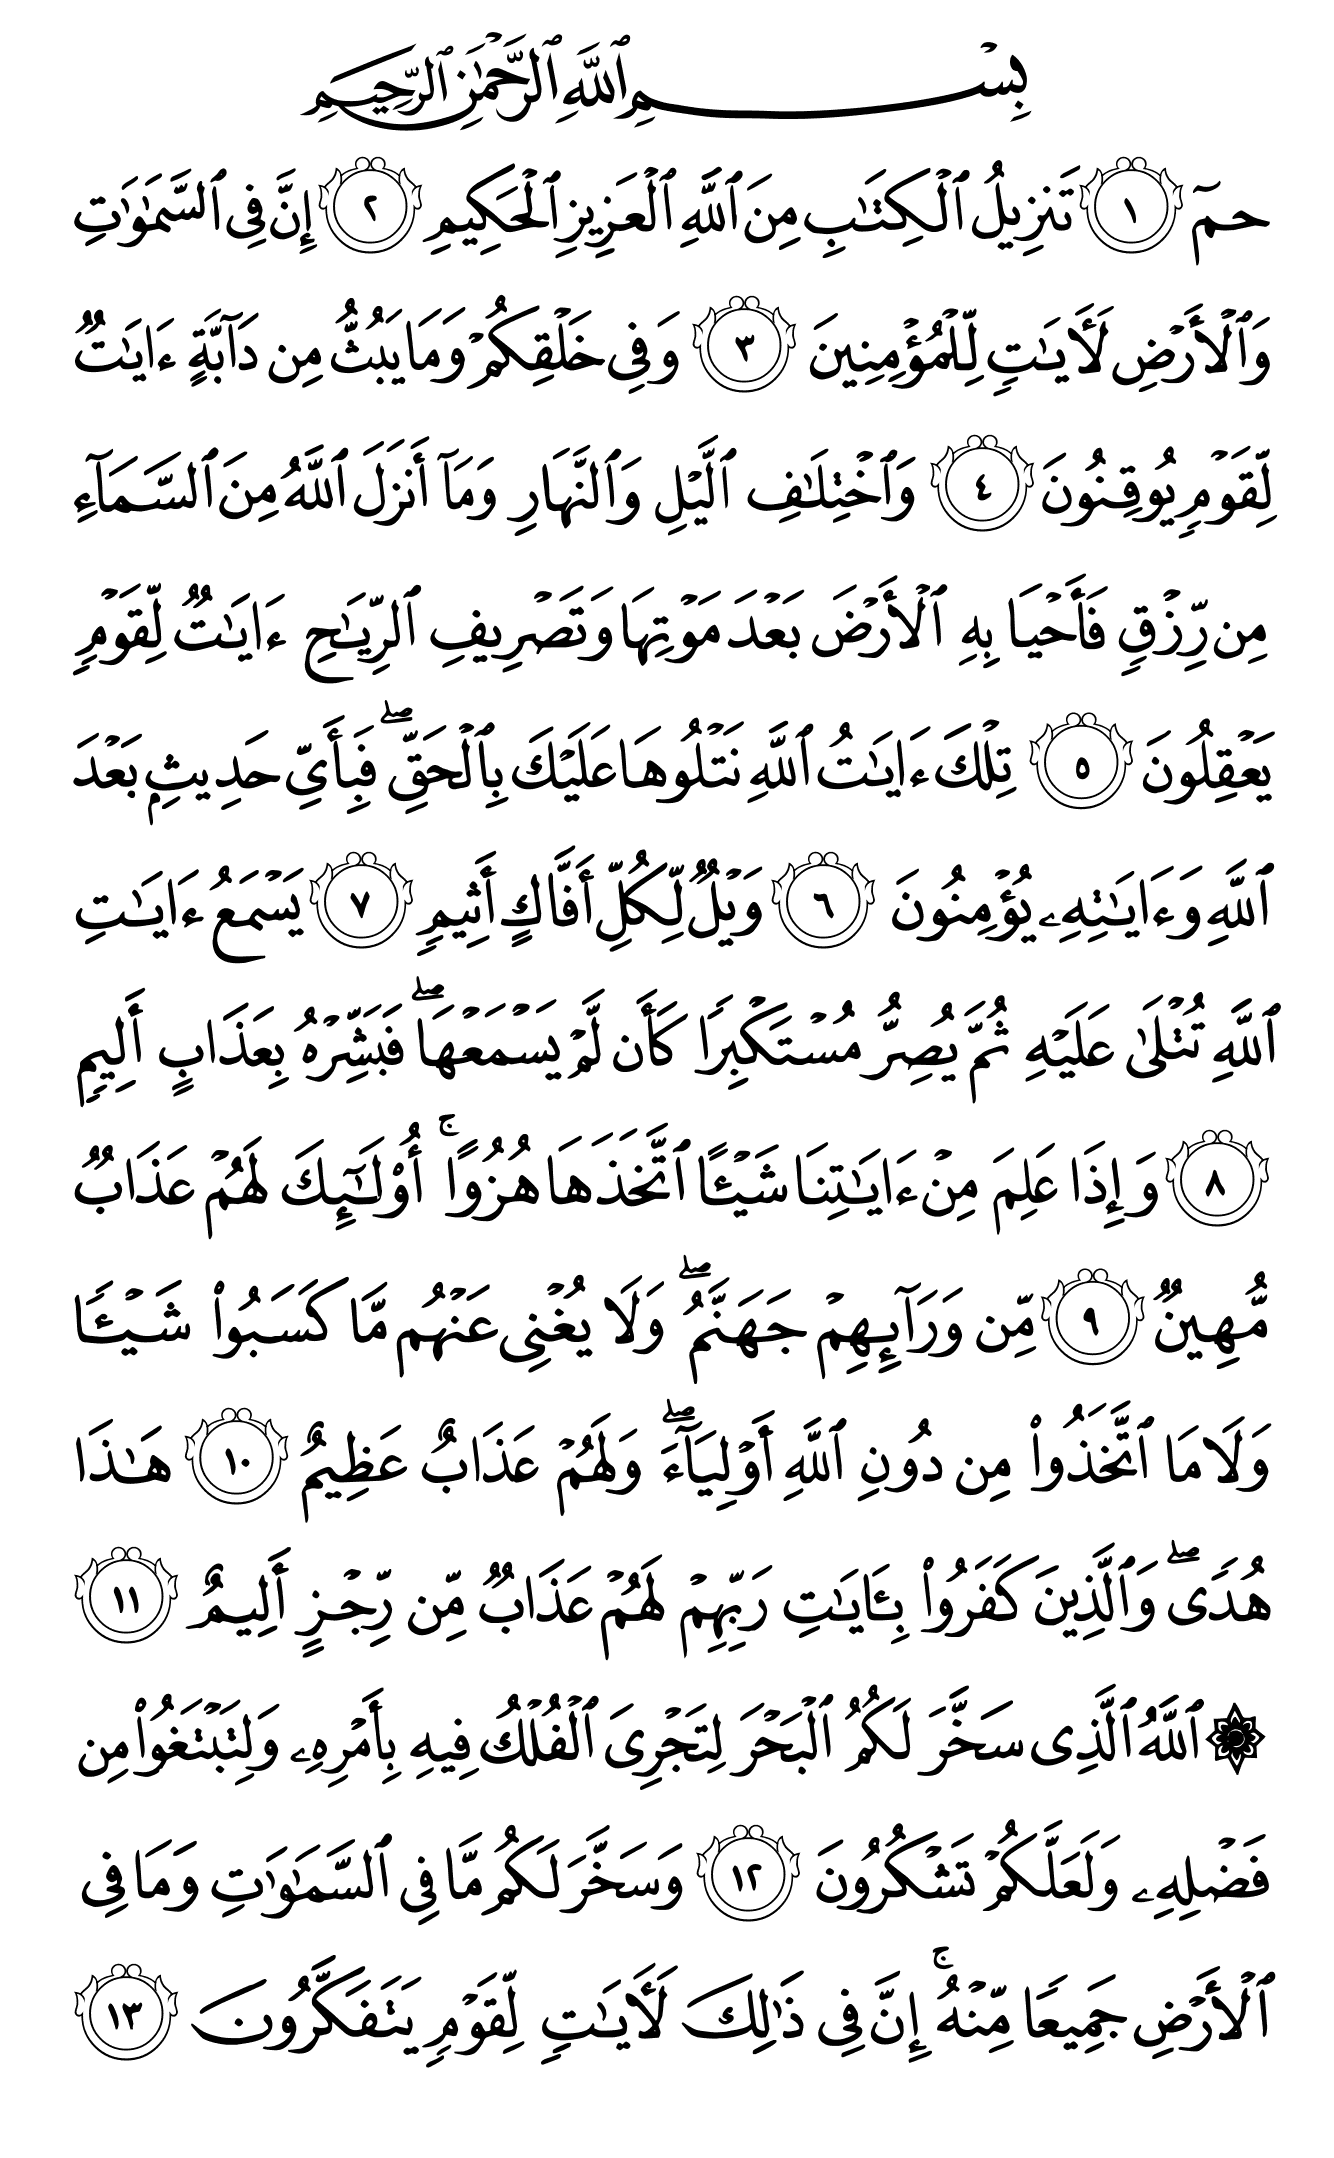 بِسْمِ ٱللَّهِ ٱلرَّحْمَٰنِ ٱلرَّحِيمِ
حمٓ ١ تَنزِيلُ ٱلْكِتَٰبِ مِنَ ٱللَّهِ ٱلْعَزِيزِ ٱلْحَكِيمِ ٢ إِنَّ فِى ٱلسَّمَٰوَٰتِ
وَٱلْأَرْضِ لَءَايَٰتٍ لِّلْمُؤْمِنِينَ ٣ وَفِى خَلْقِكُمْ وَمَا يَبُثُّ مِن دَآبَّةٍ ءَايَٰتٌ
لِّقَوْمٍ يُوقِنُونَ ٤ وَٱخْتِلَٰفِ ٱلَّيْلِ وَٱلنَّهَارِ وَمَآ أَنزَلَ ٱللَّهُ مِنَ ٱلسَّمَآءِ
مِن رِّزْقٍ فَأَحْيَا بِهِ ٱلْأَرْضَ بَعْدَ مَوْتِهَا وَتَصْرِيفِ ٱلرِّيَٰحِ ءَايَٰتٌ لِّقَوْمٍ
يَعْقِلُونَ ٥ تِلْكَ ءَايَٰتُ ٱللَّهِ نَتْلُوهَا عَلَيْكَ بِٱلْحَقِّ ۖ فَبِأَىِّ حَدِيثٍۭ بَعْدَ
ٱللَّهِ وَءَايَٰتِهِۦ يُؤْمِنُونَ ٦ وَيْلٌ لِّكُلِّ أَفَّاكٍ أَثِيمٍ ٧ يَسْمَعُ ءَايَٰتِ
ٱللَّهِ تُتْلَىٰ عَلَيْهِ ثُمَّ يُصِرُّ مُسْتَكْبِرًا كَأَن لَّمْ يَسْمَعْهَا ۖ فَبَشِّرْهُ بِعَذَابٍ أَلِيمٍ
٨ وَإِذَا عَلِمَ مِنْ ءَايَٰتِنَا شَيْـًٔا ٱتَّخَذَهَا هُزُوًا ۚ أُو۟لَٰٓئِكَ لَهُمْ عَذَابٌ
مُّهِينٌ ٩ مِّن وَرَآئِهِمْ جَهَنَّمُ ۖ وَلَا يُغْنِى عَنْهُم مَّا كَسَبُوا۟ شَيْـًٔا
وَلَا مَا ٱتَّخَذُوا۟ مِن دُونِ ٱللَّهِ أَوْلِيَآءَ ۖ وَلَهُمْ عَذَابٌ عَظِيمٌ ١٠ هَٰذَا
هُدًى ۖ وَٱلَّذِينَ كَفَرُوا۟ بِـَٔايَٰتِ رَبِّهِمْ لَهُمْ عَذَابٌ مِّن رِّجْزٍ أَلِيمٌ ١١
۞ ٱللَّهُ ٱلَّذِى سَخَّرَ لَكُمُ ٱلْبَحْرَ لِتَجْرِىَ ٱلْفُلْكُ فِيهِ بِأَمْرِهِۦ وَلِتَبْتَغُوا۟ مِن
فَضْلِهِۦ وَلَعَلَّكُمْ تَشْكُرُونَ ١٢ وَسَخَّرَ لَكُم مَّا فِى ٱلسَّمَٰوَٰتِ وَمَا فِى
ٱلْأَرْضِ جَمِيعًا مِّنْهُ ۚ إِنَّ فِى ذَٰلِكَ لَءَايَٰتٍ لِّقَوْمٍ يَتَفَكَّرُونَ ١٣